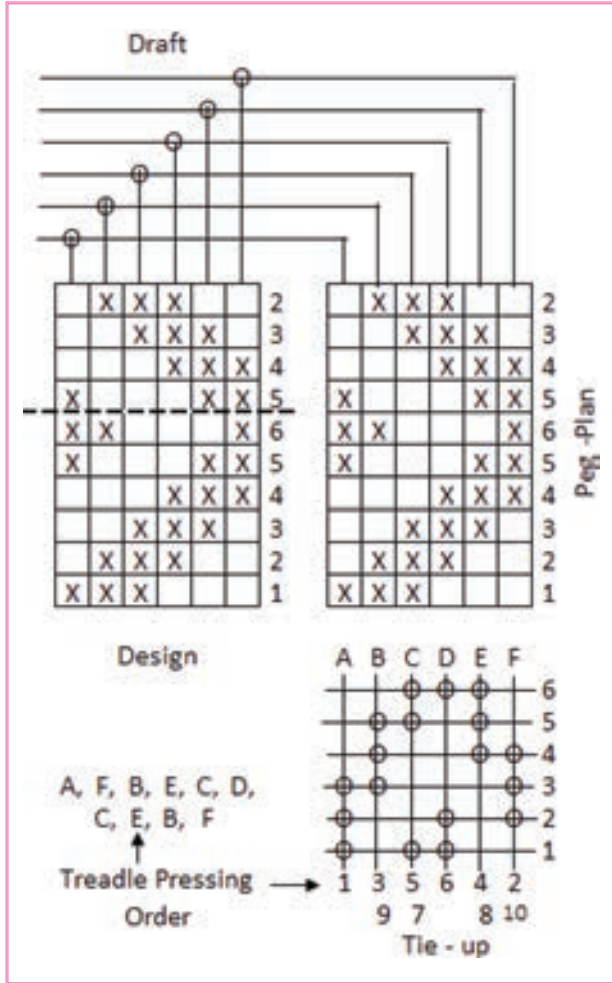 Draft
X X X 2 X X X 2
X X X 3 X X X 3
X X X 4 X X X 4
X X X 5 X X X 5
X X X 6 X X X 6
X X X 5 X X X 5
X X X 4 X X X 4
X X X 3 X X X 3
X X X 2 X X X 2
X X X 1 X X X 1
Peg -Plan
Design
A B C D E F
6
5
4
3
2
1
A, F, B, E, C, D,
C, E, B, F
Treadle Pressing
Order
1 3 5 6 4 2
9 7 8 10
Tie - up